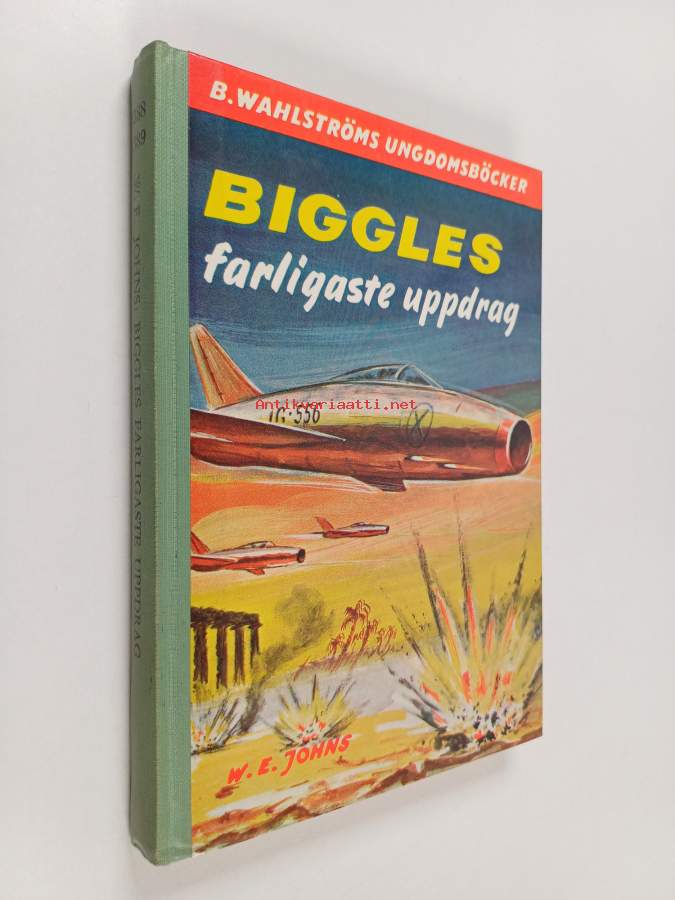 B. WAHLSTRÖMS UNGDOMSBÖCKER
BIGGLES
farligaste uppdrag
Antikvariaatti.net
X
W. E. JOHNS
W. E. JOHNS: BIGGLES FARLIGASTE UPPDRAG